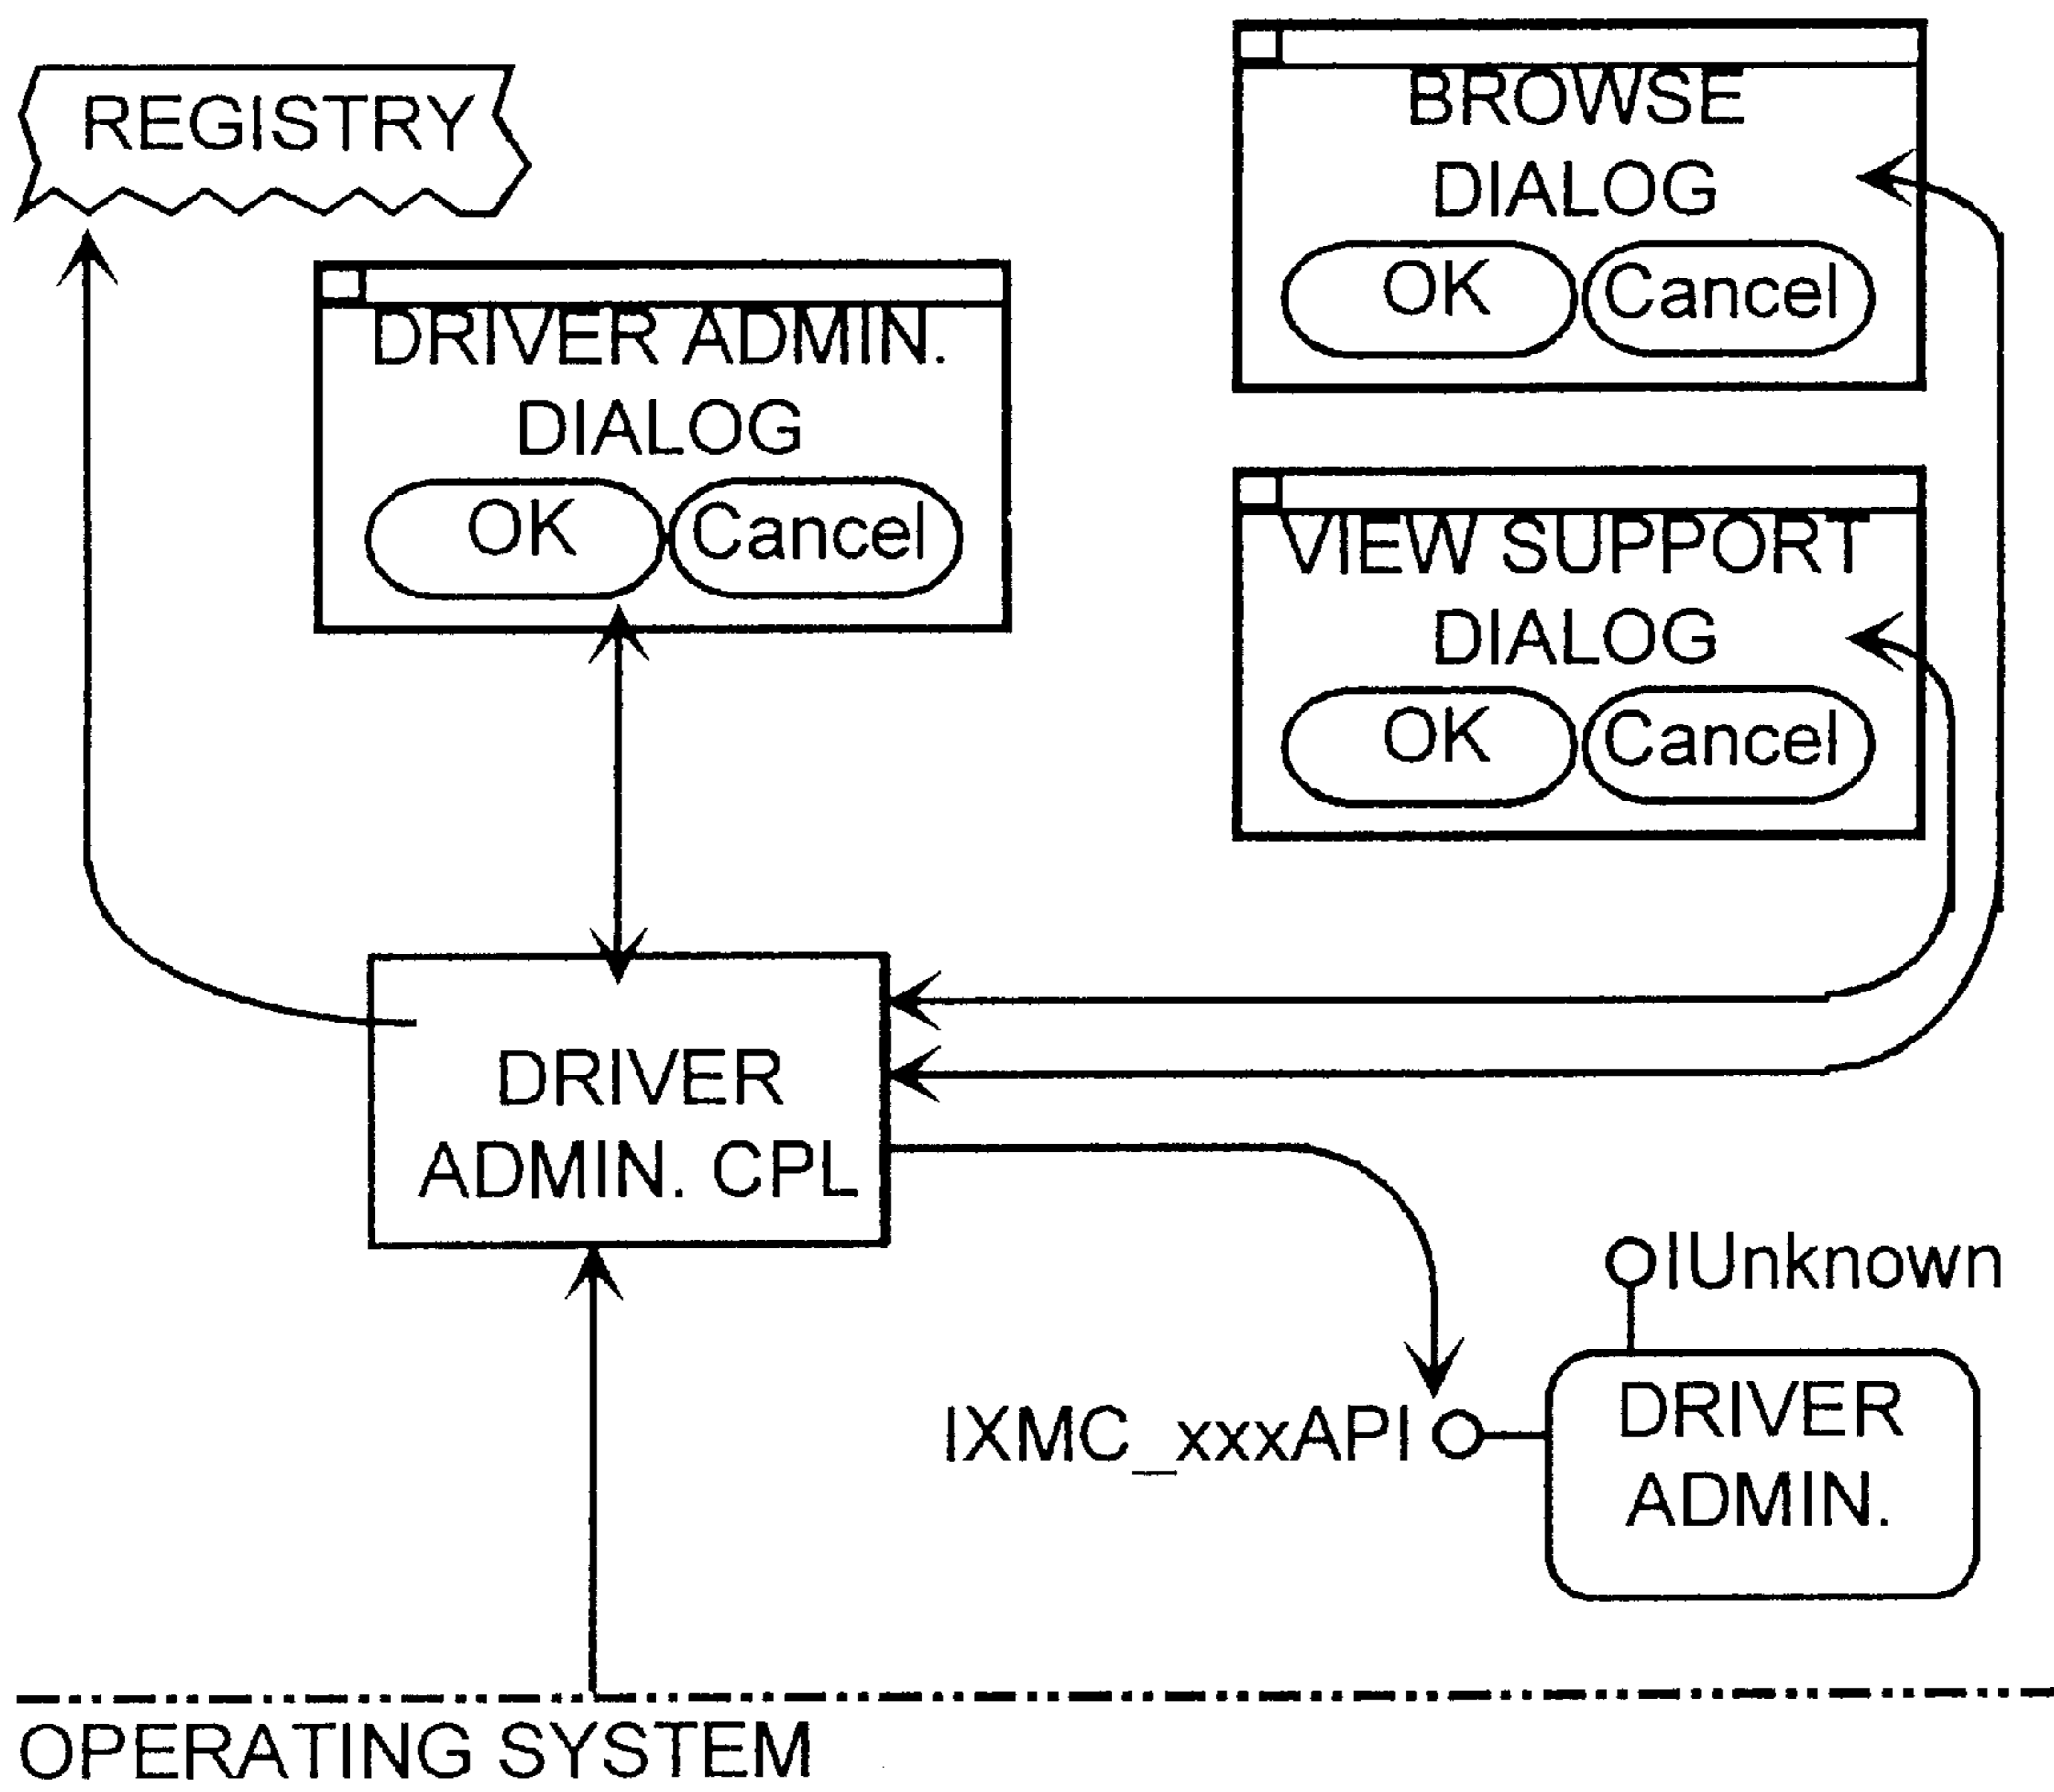 REGISTRY
BROWSE
DIALOG
OK Cancel
DRIVER ADMIN.
DIALOG
OK Cancel
VIEW SUPPORT
DIALOG
OK Cancel
DRIVER
ADMIN. CPL
IUnknown
IXMC_xxxAPI
DRIVER
ADMIN.
OPERATING SYSTEM